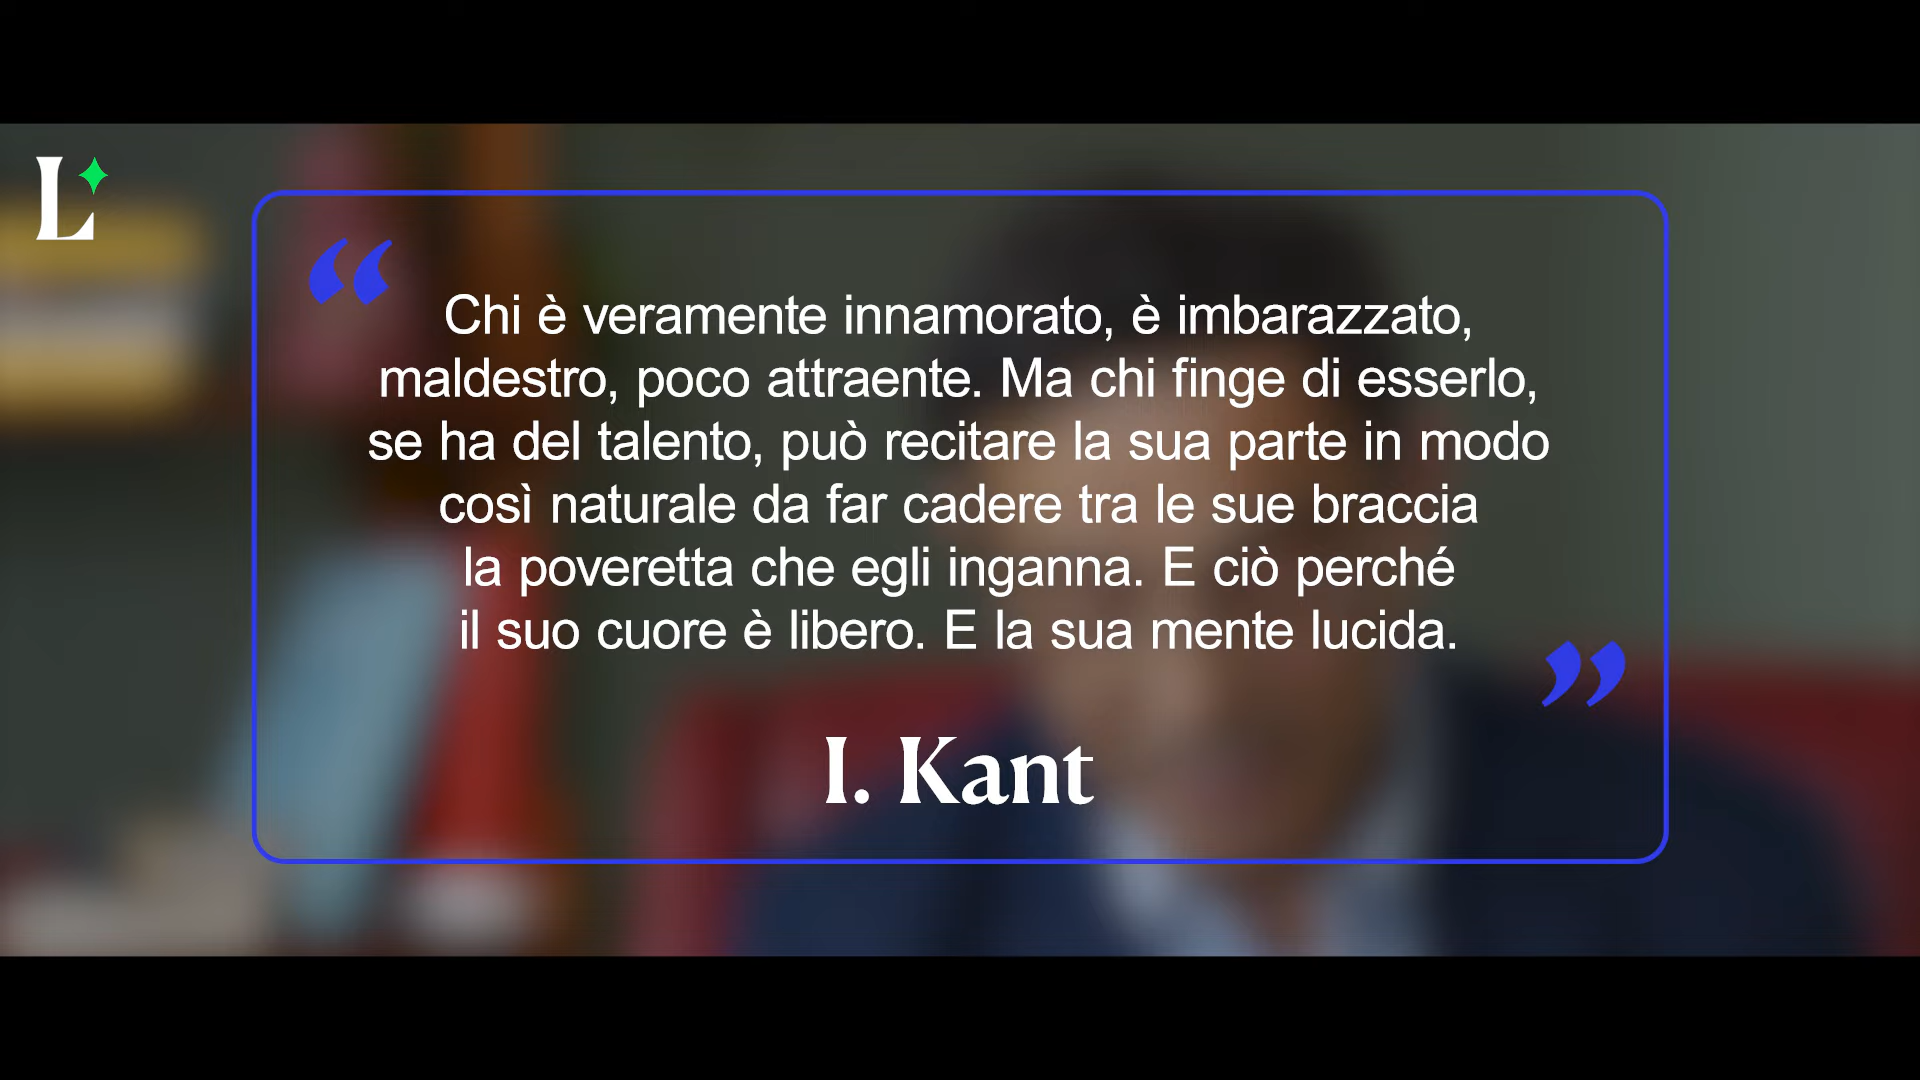 L
“
Chi è veramente innamorato, è imbarazzato,
maldestro, poco attraente. Ma chi finge di esserlo,
se ha del talento, può recitare la sua parte in modo
così naturale da far cadere tra le sue braccia
la poveretta che egli inganna. E ciò perché
il suo cuore è libero. E la sua mente lucida.
”
I. Kant